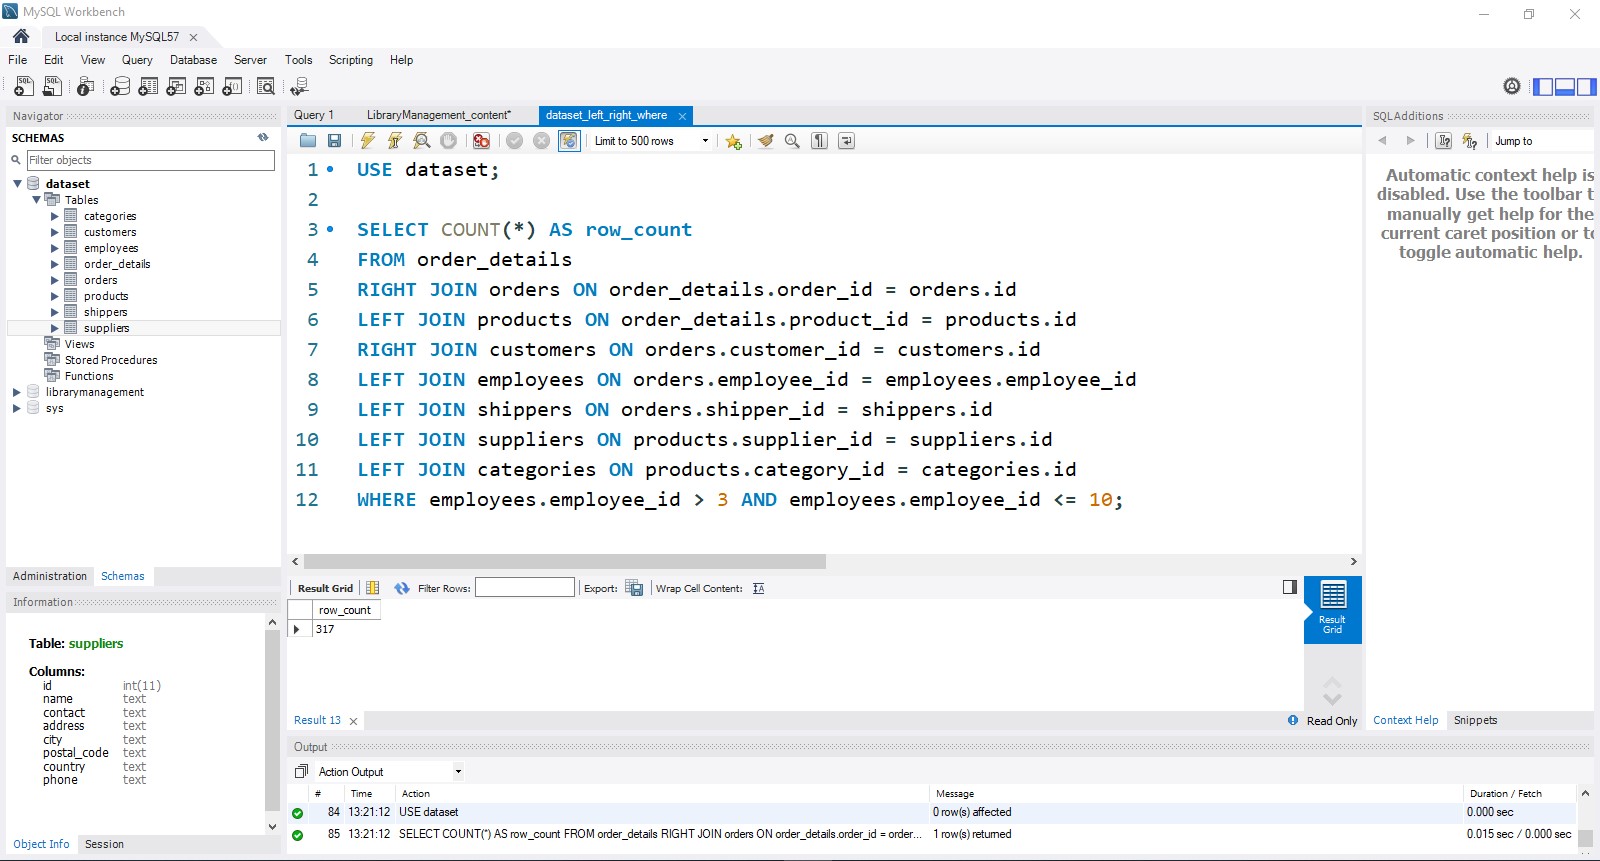 MySQL Workbench
Local instance MySQL57
File Edit View Query Database Server Tools Scripting Help
Navigator
SCHEMAS
Filter objects
dataset
Tables
categories
customers
employees
order_details
orders
products
shippers
suppliers
Views
Stored Procedures
Functions
librarymanagement
sys
Administration Schemas
Information
Table: suppliers
Columns:
id int(11)
name text
contact text
address text
city text
postal_code text
country text
phone text
Object Info Session
Query 1 LibraryManagement_content* dataset_left_right_where
Limit to 500 rows
1 USE dataset;
2
3 SELECT COUNT(*) AS row_count
4 FROM order_details
5 RIGHT JOIN orders ON order_details.order_id = orders.id
6 LEFT JOIN products ON order_details.product_id = products.id
7 RIGHT JOIN customers ON orders.customer_id = customers.id
8 LEFT JOIN employees ON orders.employee_id = employees.employee_id
9 LEFT JOIN shippers ON orders.shipper_id = shippers.id
10 LEFT JOIN suppliers ON products.supplier_id = suppliers.id
11 LEFT JOIN categories ON products.category_id = categories.id
12 WHERE employees.employee_id > 3 AND employees.employee_id <= 10;
Result Grid Filter Rows: Export: Wrap Cell Content:
row_count
317
Result
Grid
Result 13 Read Only
Output
Action Output
# Time Action Message Duration / Fetch
84 13:21:12 USE dataset 0 row(s) affected 0.000 sec
85 13:21:12 SELECT COUNT(*) AS row_count FROM order_details RIGHT JOIN orders ON order_details.order_id = order... 1 row(s) returned 0.015 sec / 0.000 sec
SQLAdditions
Jump to
Automatic context help is
disabled. Use the toolbar t
manually get help for the
current caret position or to
toggle automatic help.
Context Help Snippets